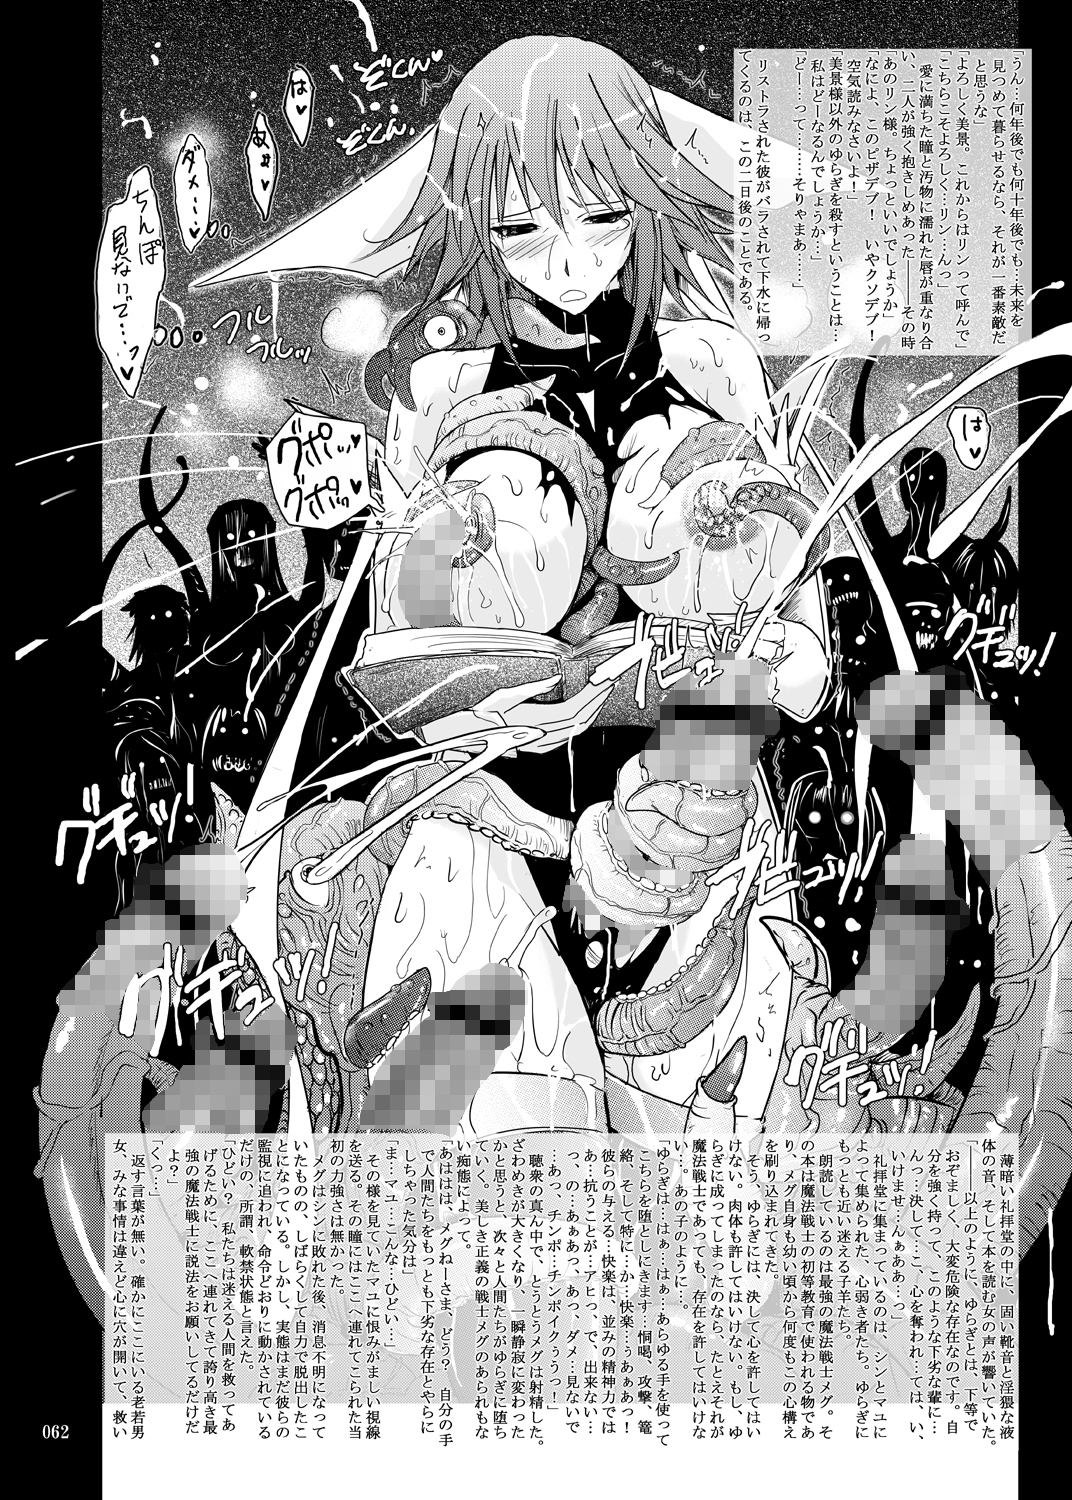 「うん…何年後でも何十年後でも…未来を
見つめて暮らせるなら、それが一番素敵だ
と思うな」
「よろしく美景。これからはリンって呼んで」
「こちらこそよろしく…リン…んっ」
愛に満ちた瞳と汚物に濡れた唇が重なり合
い、二人が強く抱きしめあった――その時
「あのリン様。ちょっといいでしょうか」
「なによ、このピザデブ！　いやクソデブ！
空気読みなさいよ！」
「美景様以外のゆらぎを殺すということは…
私はどーなるんでしょうか…」
「どー…って………そりゃまあ……」
リストラされた彼がバラされて下水に帰っ
てくるのは、この二日後のことである。
ぞくんっ♥
ぞくんっ
は♥
あぁ♥
ダメ…
ちんぽ
見ないで…♥
フル
フルッ
グポッ♥
グポッ♥
は♥
ドビュッ
グチュッ！
グチュッ！
ドビュルッ！
グチュッ！
グチュッ！
薄暗い礼拝堂の中に、固い靴音と淫猥な液
体の音、そして本を読む女の声が響いていた。
「――以上のように、ゆらぎとは、下等で
おぞましく、大変危険な存在なのです。自
分を強く持って、このような下劣な輩に…
んっ…決して…こ、心を奪われ…ては、い、
いけませ…んぁああ…っ」
礼拝堂に集まっているのは、シンとマユに
よって集められた、心弱き者たち。ゆらぎに
もっとも近い迷える子羊たち。
朗読しているのは最強の魔法戦士メグ。そ
の本は魔法戦士の初等教育で使われる物であ
り、メグ自身も幼い頃から何度もこの心構え
を刷り込まれてきた。
そう、ゆらぎには、決して心を許してはい
けない。肉体も許してはいけない。もし、ゆ
らぎに成ってしまったのなら、たとえそれが
魔法戦士であっても、存在を許してはいけな
い…。あの子のように…。
「ゆらぎは…はぁ…はぁ…あらゆる手を使って
こちらを堕としにきます…恫喝、攻撃、篭
絡、そして特に…か…快楽…うぁぁあっ！
彼らの与える…快楽は、並みの精神力では
あ…抗うことが…アヒっ、で、出来ない…
っ、の…あぁっ、あっ、ダメ…見ないで
…あっ、チンポ…チンポイクぅうっ！」
聴衆の真ん中で、とうとうメグは射精した。
ざわめきが大きくなり、一瞬静寂に変わった
かと思うと、次々と人間たちがゆらぎに堕ち
ていく。美しき正義の戦士メグのあられもな
い痴態によって。
「あははは、メグねーさま、どう？　自分の手
で人間たちをもっとも下劣な存在とやらに
しちゃった気分は」
「ま…マユ…こんな…ひどい…」
その様を見ていたマユに恨みがましい視線
を送る。その瞳にはここへ連れてこられた当
初の力強さは無かった。
メグはシンに敗れた後、消息不明になって
いたものの、しばらくして自力で脱出したこ
とになっている。しかし、実態はまだ彼らの
監視に追われ、命令どおりに動かされている
だけの、所謂、軟禁状態と言えた。
「ひどい？　私たちは迷える人間を救ってあ
げるために、ここへ連れてきて誇り高き最
強の魔法戦士に説法をお願いしてるだけだ
よ？」
「くっ…」
返す言葉が無い。確かにここにいる老若男
女、みな事情は違えど心に穴が開いて、救い
062